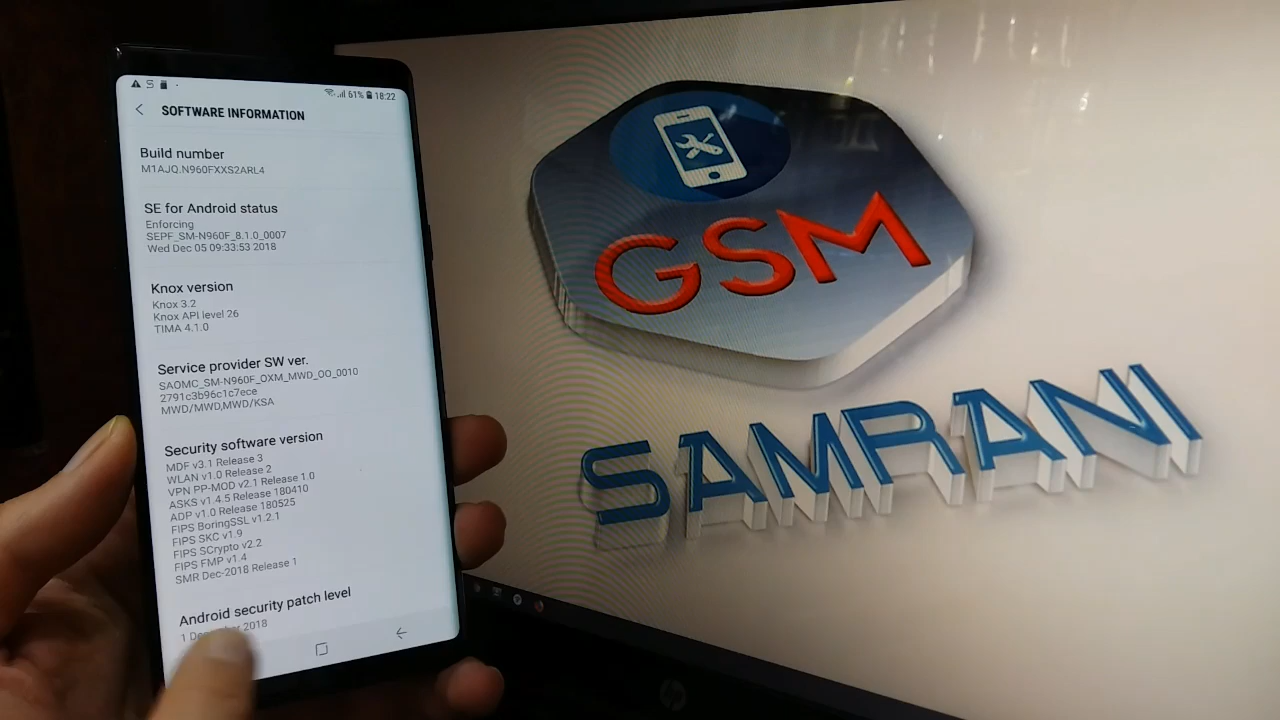 61% 18:22
SOFTWARE INFORMATION
Build number
M1AJQ.N960FXXS2ARL4
SE for Android status
Enforcing
SEPF_SM-N960F_8.1.0_0007
Wed Dec 05 09:33:53 2018
Knox version
Knox 3.2
Knox API level 26
TIMA 4.1.0
Service provider SW ver.
SAOMC_SM-N960F_OXM_MWD_OO_0010
2791c3b96c1c7ece
MWD/MWD,MWD/KSA
Security software version
MDF v3.1 Release 3
WLAN v1.0 Release 2
VPN PP-MOD v2.1 Release 1.0
ASKS v1.4.5 Release 180410
ADP v1.0 Release 180525
FIPS BoringSSL v1.2.1
FIPS SKC v1.9
FIPS SCrypto v2.2
FIPS FMP v1.4
SMR Dec-2018 Release 1
Android security patch level
1 December 2018
GSM
SAMRANI
hp